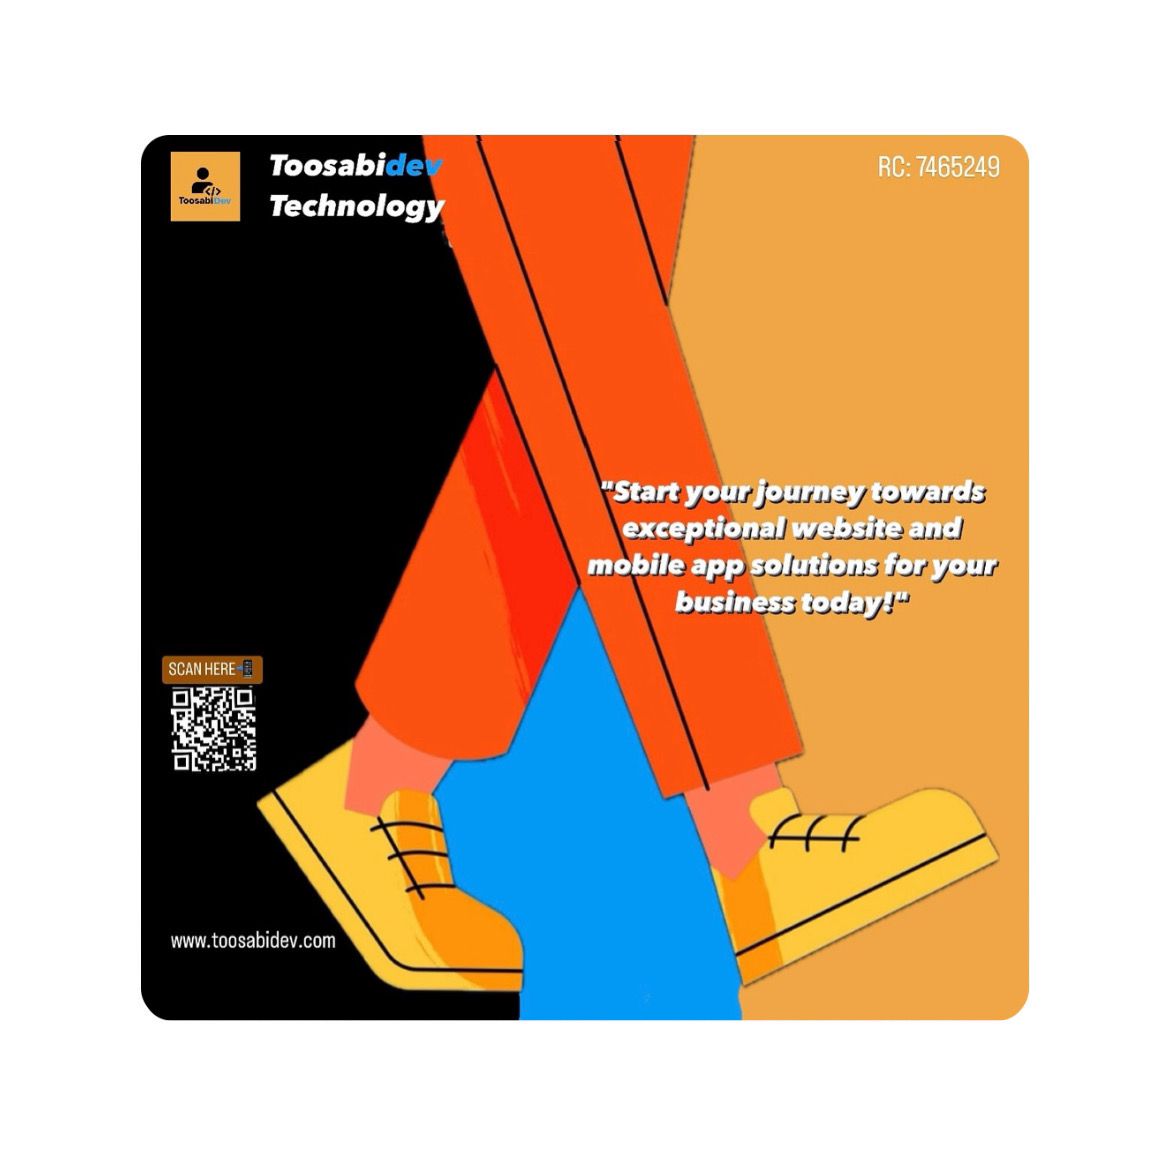 Toosabidev
Technology
RC: 7465249
</>
ToosabiDev
"Start your journey towards
exceptional website and
mobile app solutions for your
business today!"
SCAN HERE📲
www.toosabidev.com